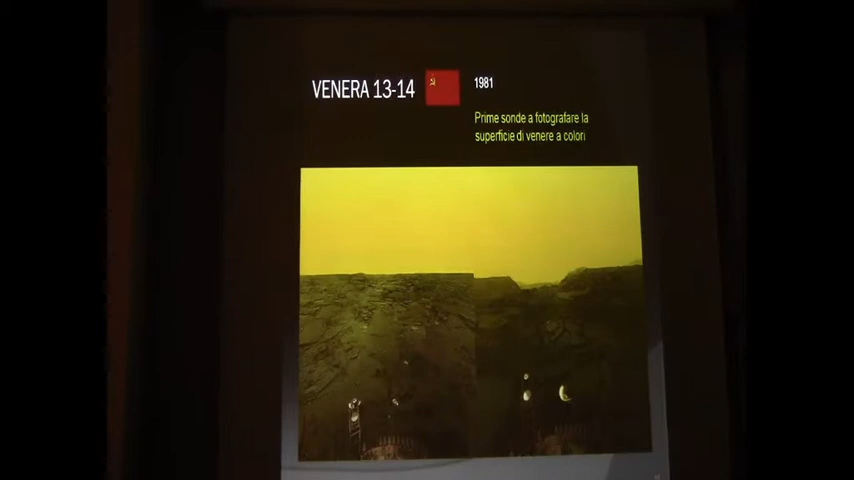 VENERA 13-14
1981
Prime sonde a fotografare la
superficie di venere a colori